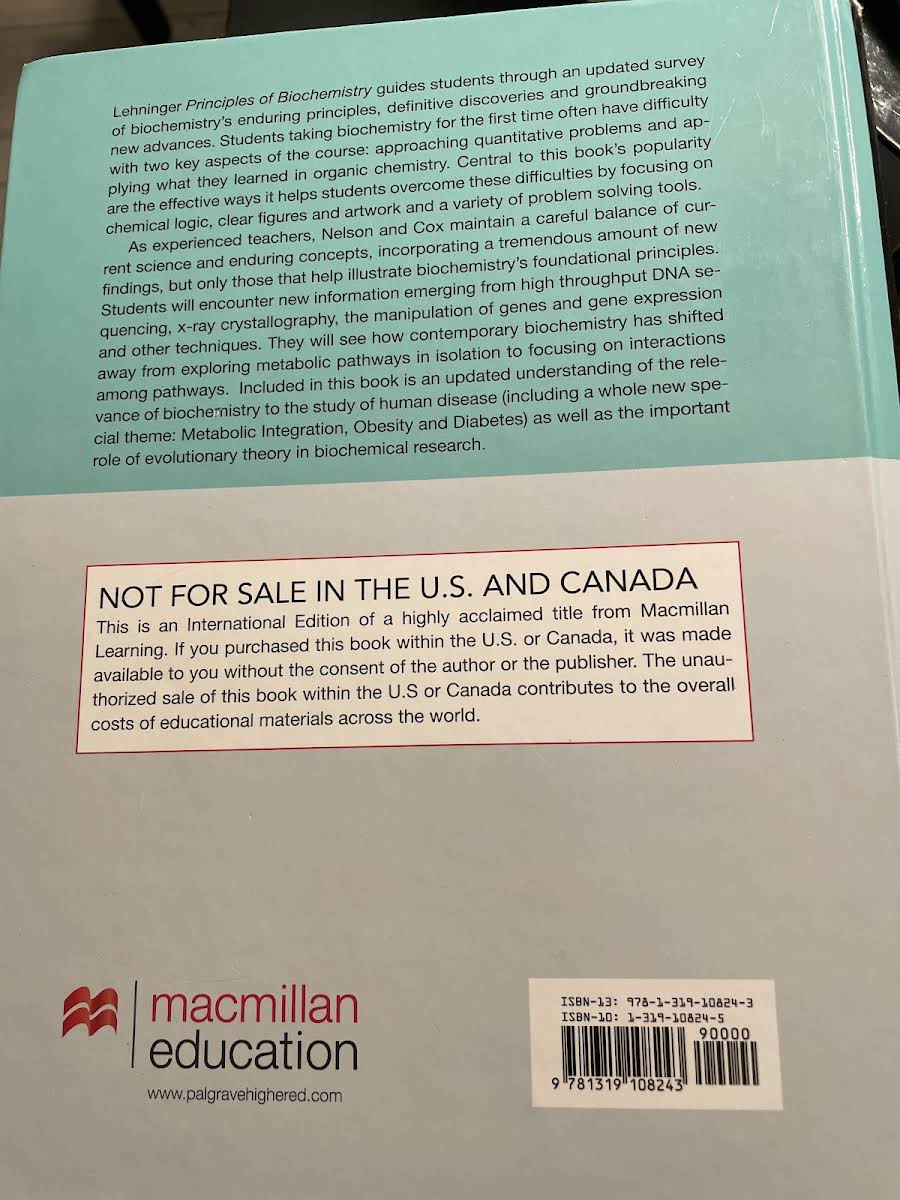 Lehninger Principles of Biochemistry guides students through an updated survey
of biochemistry's enduring principles, definitive discoveries and groundbreaking
new advances. Students taking biochemistry for the first time often have difficulty
with two key aspects of the course: approaching quantitative problems and ap-
plying what they learned in organic chemistry. Central to this book's popularity
are the effective ways it helps students overcome these difficulties by focusing on
chemical logic, clear figures and artwork and a variety of problem solving tools.
As experienced teachers, Nelson and Cox maintain a careful balance of cur-
rent science and enduring concepts, incorporating a tremendous amount of new
findings, but only those that help illustrate biochemistry's foundational principles.
Students will encounter new information emerging from high throughput DNA se-
quencing, x-ray crystallography, the manipulation of genes and gene expression
and other techniques. They will see how contemporary biochemistry has shifted
away from exploring metabolic pathways in isolation to focusing on interactions
among pathways. Included in this book is an updated understanding of the rele-
vance of biochemistry to the study of human disease (including a whole new spe-
cial theme: Metabolic Integration, Obesity and Diabetes) as well as the important
role of evolutionary theory in biochemical research.
NOT FOR SALE IN THE U.S. AND CANADA
This is an International Edition of a highly acclaimed title from Macmillan
Learning. If you purchased this book within the U.S. or Canada, it was made
available to you without the consent of the author or the publisher. The unau-
thorized sale of this book within the U.S or Canada contributes to the overall
costs of educational materials across the world.
macmillan
education
www.palgravehighered.com
ISBN-13: 978-1-319-10824-3
ISBN-10: 1-319-10824-5
90000
9 781319 108243